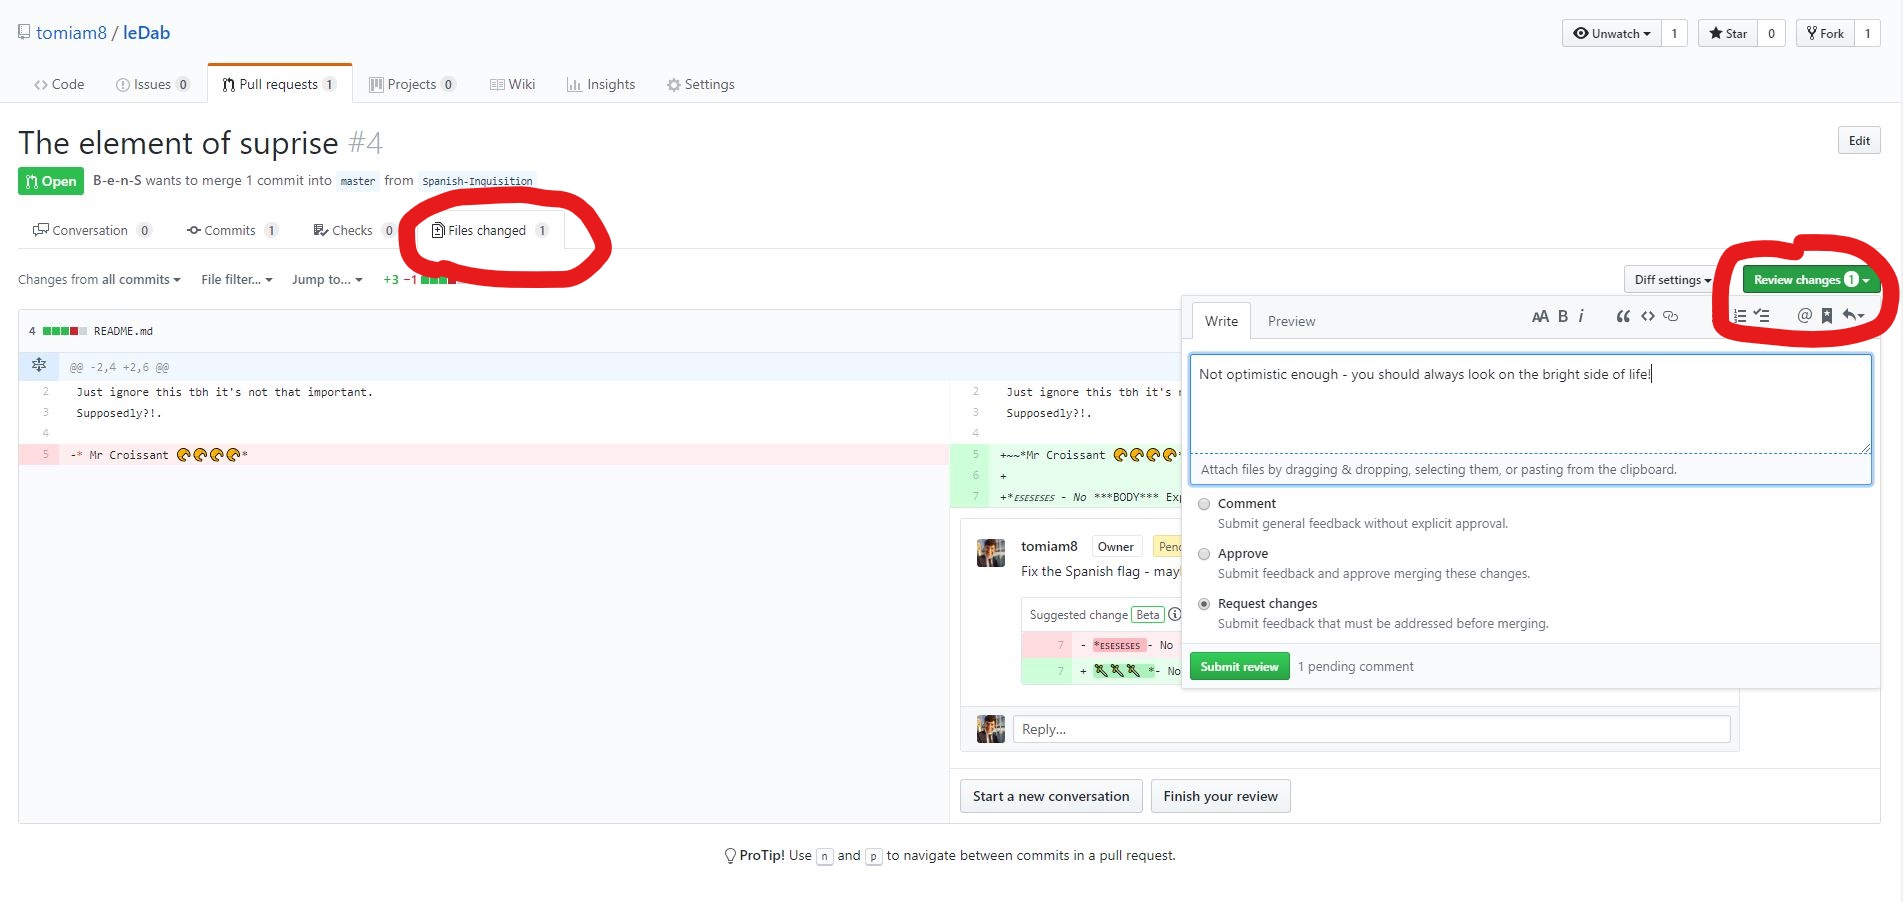 tomiam8 / leDab
Unwatch 1 Star 0 Fork 1
Code Issues 0 Pull requests 1 Projects 0 Wiki Insights Settings
The element of suprise #4
Edit
Open B-e-n-S wants to merge 1 commit into master from Spanish-Inquisition
Conversation 0 Commits 1 Checks 0 Files changed 1
Changes from all commits File filter... Jump to... +3 −1
Diff settings Review changes 1
4 README.md
Write Preview
AA B i “ <> @
@@ -2,4 +2,6 @@
2 Just ignore this tbh it's not that important.
3 Supposedly?!.
4
5 -* Mr Croissant 🥐🥐🥐🥐*
2 Just ignore this tbh it's
3 Supposedly?!.
4
5 +~~*Mr Croissant 🥐🥐🥐🥐
6 +
7 +*ESESESES - No ***BODY***
Not optimistic enough - you should always look on the bright side of life!
Attach files by dragging & dropping, selecting them, or pasting from the clipboard.
Comment
Submit general feedback without explicit approval.
Approve
Submit feedback and approve merging these changes.
Request changes
Submit feedback that must be addressed before merging.
Submit review 1 pending comment
tomiam8 Owner
Fix the Spanish flag -
Suggested change Beta
7 - *ESESESES - No
7 + *- No
Reply...
Start a new conversation Finish your review
ProTip! Use n and p to navigate between commits in a pull request.